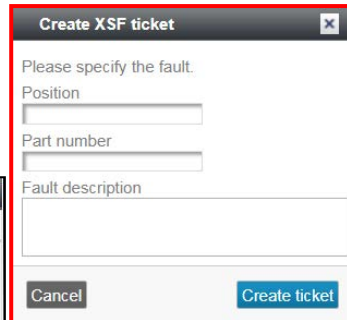 Create XSF ticket
Please specify the fault.
Position
Part number
Fault description
Cancel Create ticket